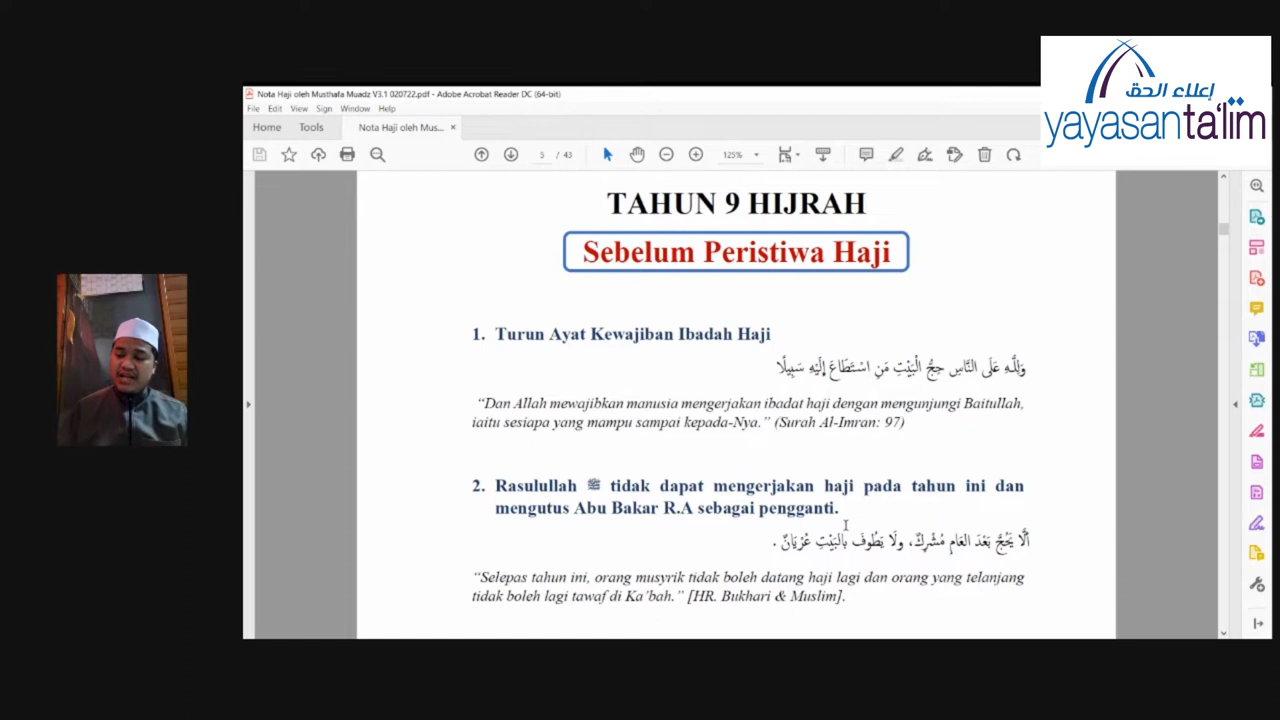 إعلاء الحق
yayasanta'lim
Nota Haji oleh Musthafa Muadz V3.1 020722.pdf - Adobe Acrobat Reader DC (64-bit)
File Edit View Sign Window Help
Home Tools Nota Haji oleh Mus... ×
5 / 43 125%
TAHUN 9 HIJRAH
Sebelum Peristiwa Haji
1. Turun Ayat Kewajiban Ibadah Haji
وَلِلَّـهِ عَلَى النَّاسِ حِجُّ الْبَيْتِ مَنِ اسْتَطَاعَ إِلَيْهِ سَبِيلًا
“Dan Allah mewajibkan manusia mengerjakan ibadat haji dengan mengunjungi Baitullah,
iaitu sesiapa yang mampu sampai kepada-Nya.” (Surah Al-Imran: 97)
2. Rasulullah ﷺ tidak dapat mengerjakan haji pada tahun ini dan
mengutus Abu Bakar R.A sebagai pengganti.
ألَّا يَحُجَّ بَعْدَ العَامِ مُشْرِكٌ، ولَا يَطُوفَ بالبَيْتِ عُرْيَانٌ .
“Selepas tahun ini, orang musyrik tidak boleh datang haji lagi dan orang yang telanjang
tidak boleh lagi tawaf di Ka’bah.” [HR. Bukhari & Muslim].